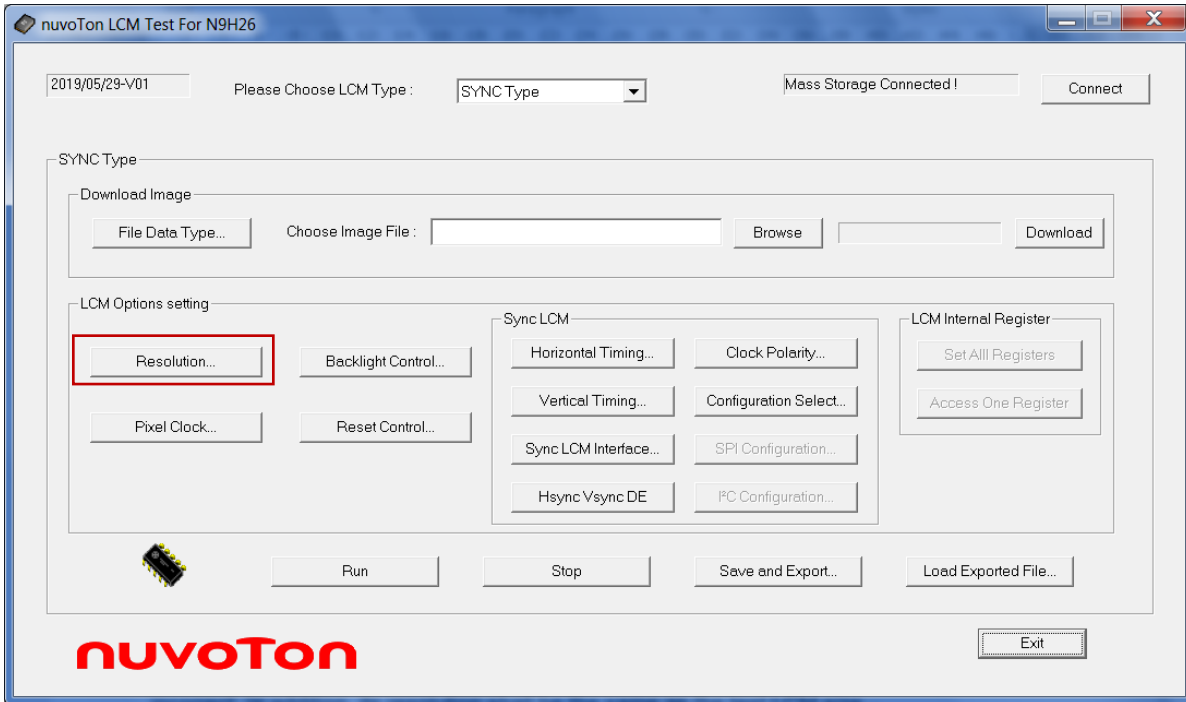 nuvoTon LCM Test For N9H26
2019/05/29-V01
Please Choose LCM Type :
SYNC Type
Mass Storage Connected !
Connect
SYNC Type
Download Image
File Data Type...
Choose Image File :
Browse
Download
LCM Options setting
Resolution...
Backlight Control...
Pixel Clock...
Reset Control...
Sync LCM
Horizontal Timing...
Clock Polarity...
Vertical Timing...
Configuration Select...
Sync LCM Interface...
SPI Configuration...
Hsync Vsync DE
I²C Configuration...
LCM Internal Register
Set Alll Registers
Access One Register
Run
Stop
Save and Export...
Load Exported File...
nuvoTon
Exit